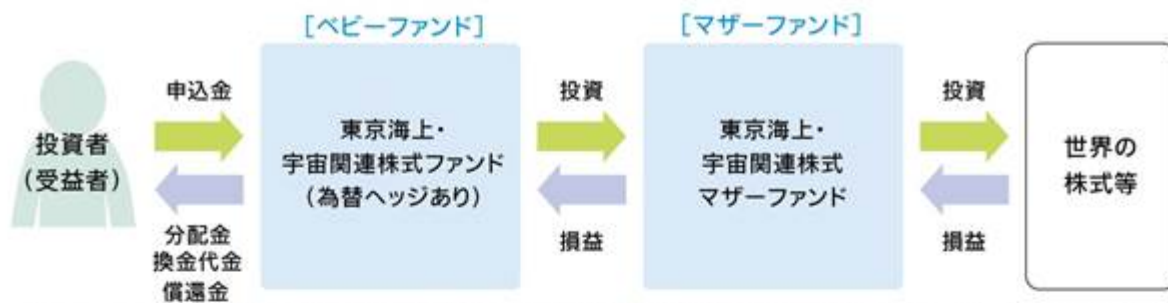 [ベビーファンド]
[マザーファンド]
投資者
(受益者)
申込金
分配金
換金代金
償還金
東京海上・
宇宙関連株式ファンド
(為替ヘッジあり)
投資
損益
東京海上・
宇宙関連株式
マザーファンド
投資
損益
世界の
株式等